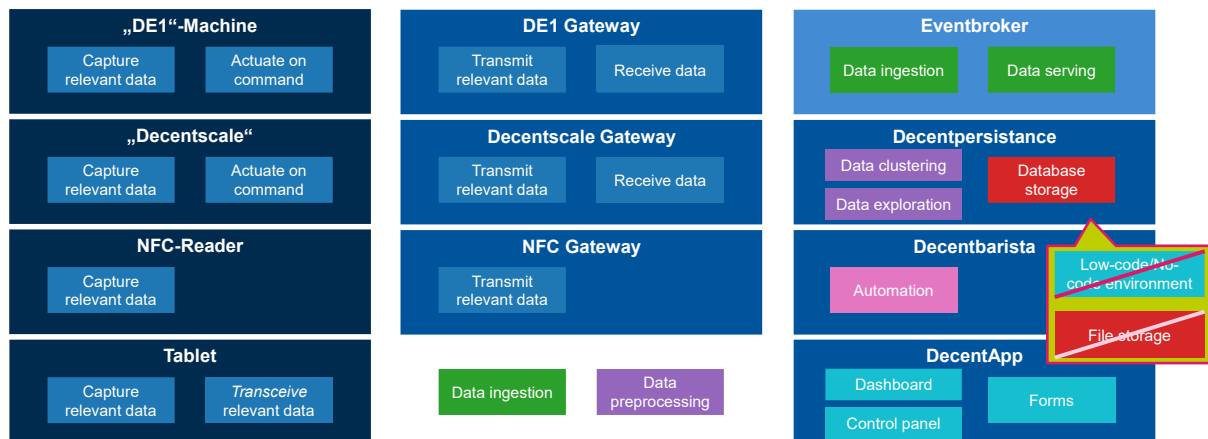 „DE1“-Machine
Capture
relevant data
Actuate on
command
„Decentscale“
Capture
relevant data
Actuate on
command
NFC-Reader
Capture
relevant data
Tablet
Capture
relevant data
Transceive
relevant data
DE1 Gateway
Transmit
relevant data
Receive data
Decentscale Gateway
Transmit
relevant data
Receive data
NFC Gateway
Transmit
relevant data
Data ingestion
Data
preprocessing
Eventbroker
Data ingestion
Data serving
Decentpersistance
Data clustering
Data exploration
Database
storage
Decentbarista
Automation
Low-code/No-
code environment
File storage
DecentApp
Dashboard
Control panel
Forms